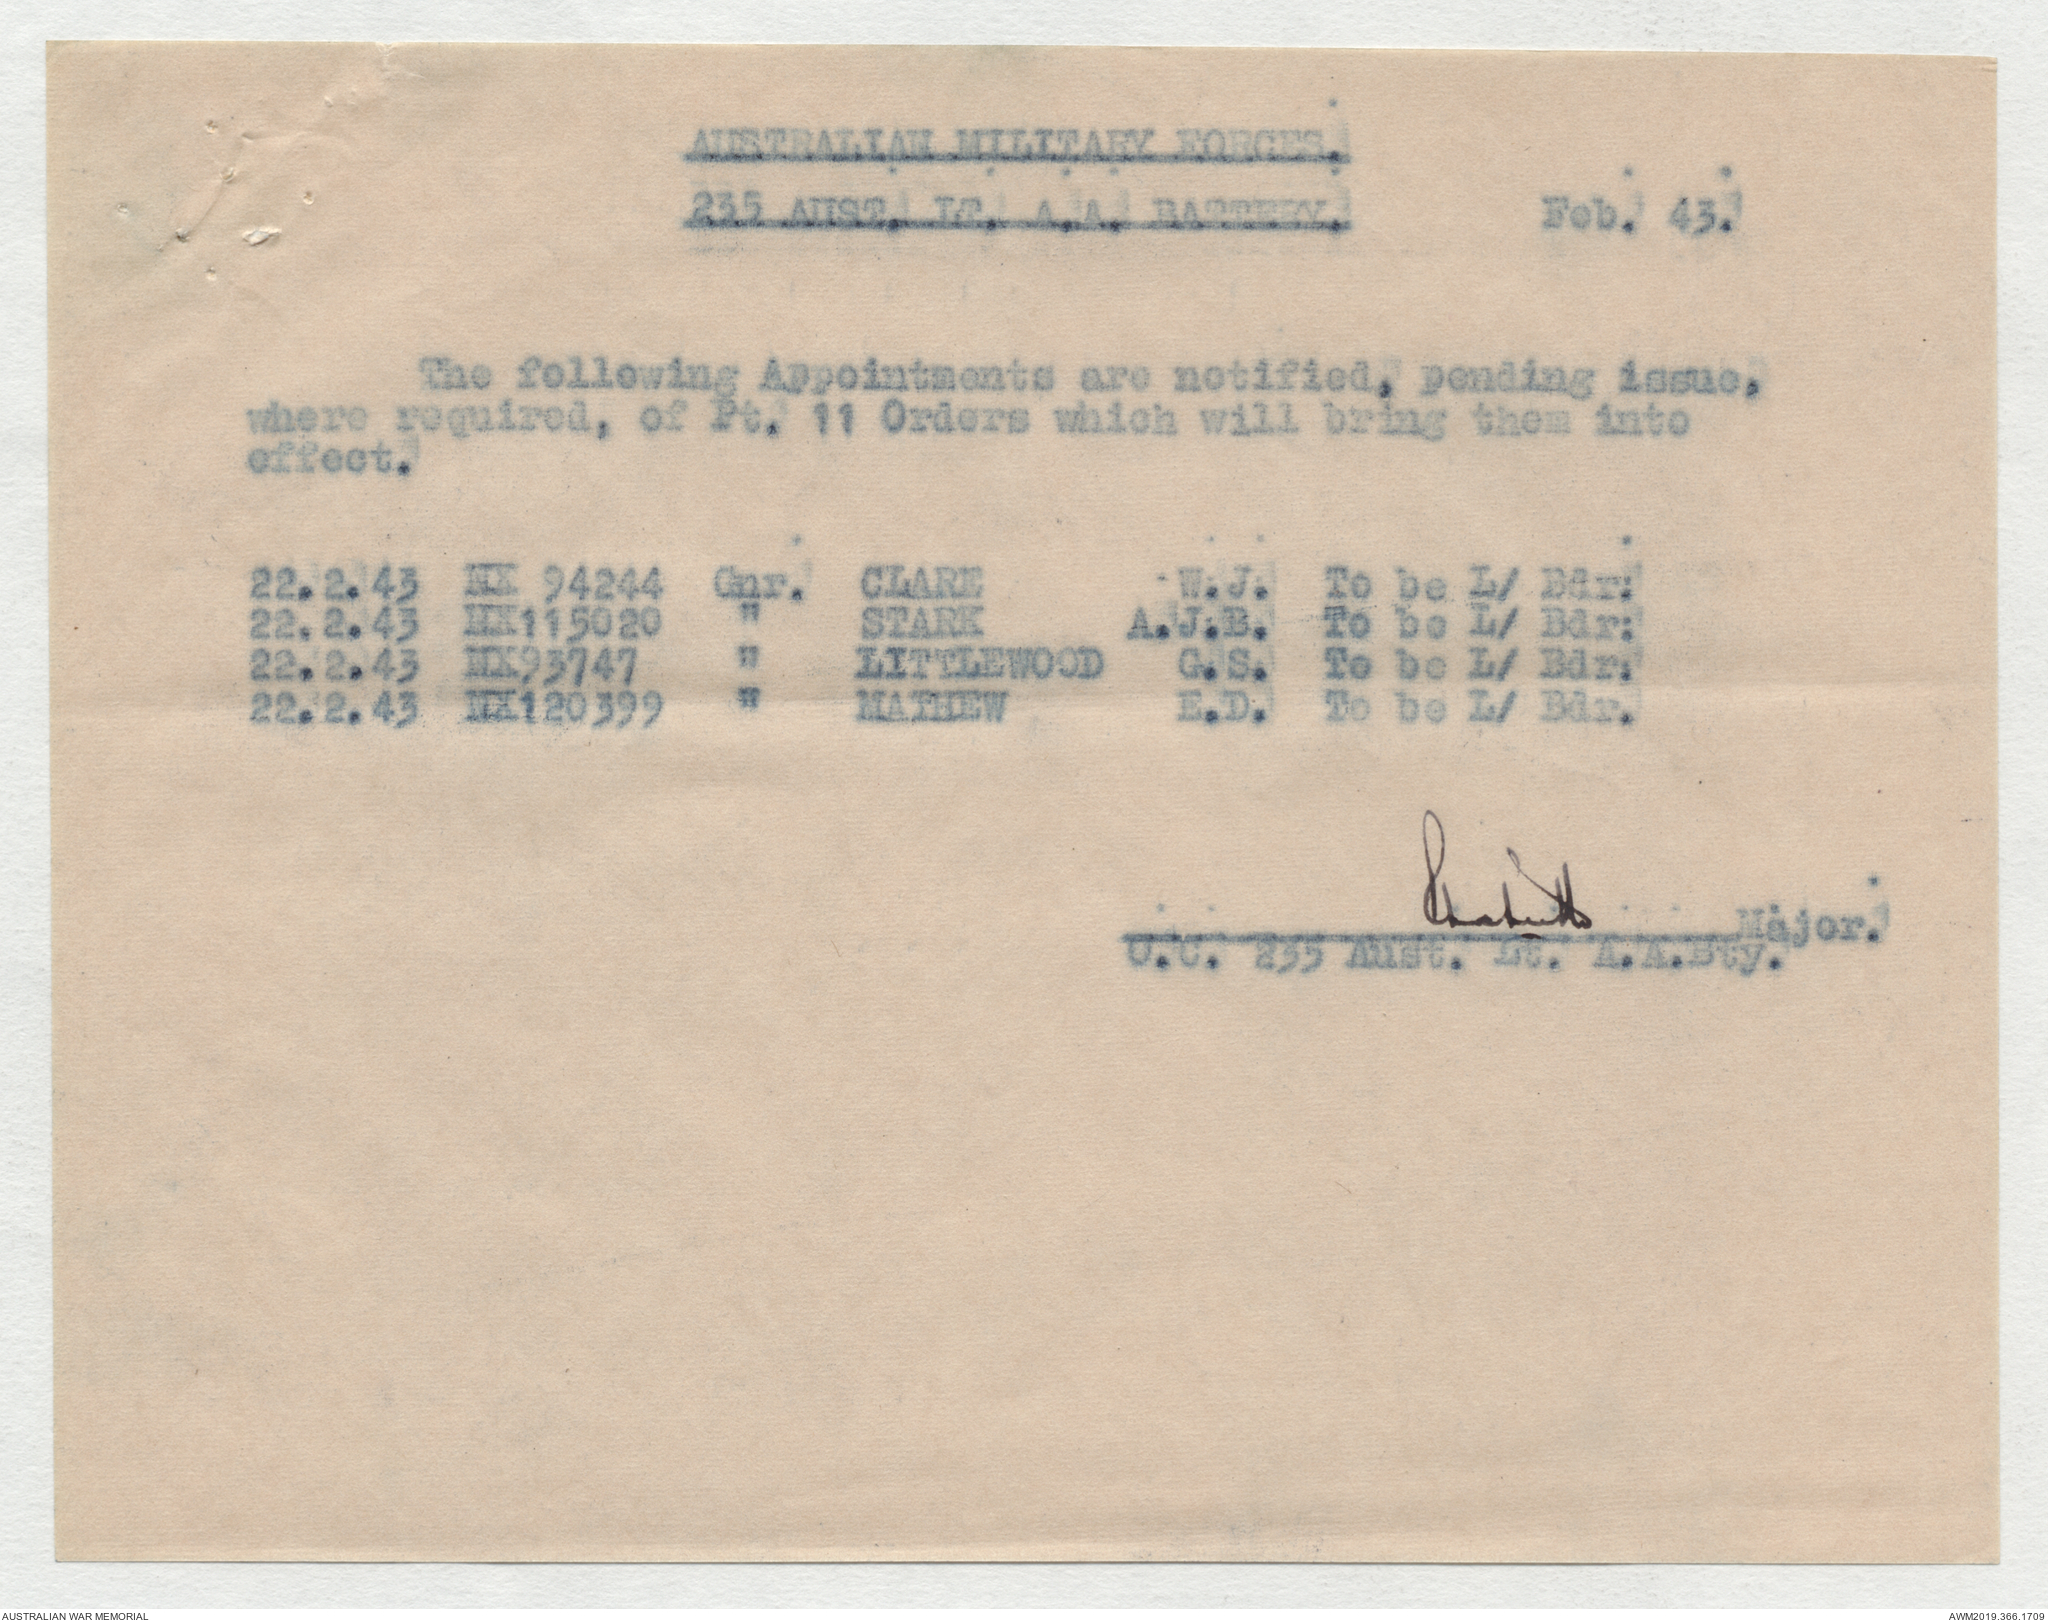 AUSTRALIAN MILITARY FORCES.
235 AUST. LT. A.A. BATTERY. Feb. 43.
The following Appointments are notified, pending issue,
where required, of Pt. 11 Orders which will bring them into
effect.
22.2.43 NX 94244 Gnr. CLARE W.J. To be L/ Bdr.
22.2.43 NX115020 " STARK A.J.B. To be L/ Bdr.
22.2.43 NX93747 " LITTLEWOOD G.S. To be L/ Bdr.
22.2.43 NX120399 " MATHEW E.D. To be L/ Bdr.
Major.
O.C. 235 Aust. Lt. A.A.Bty.
AUSTRALIAN WAR MEMORIAL AWM2019.366.1709